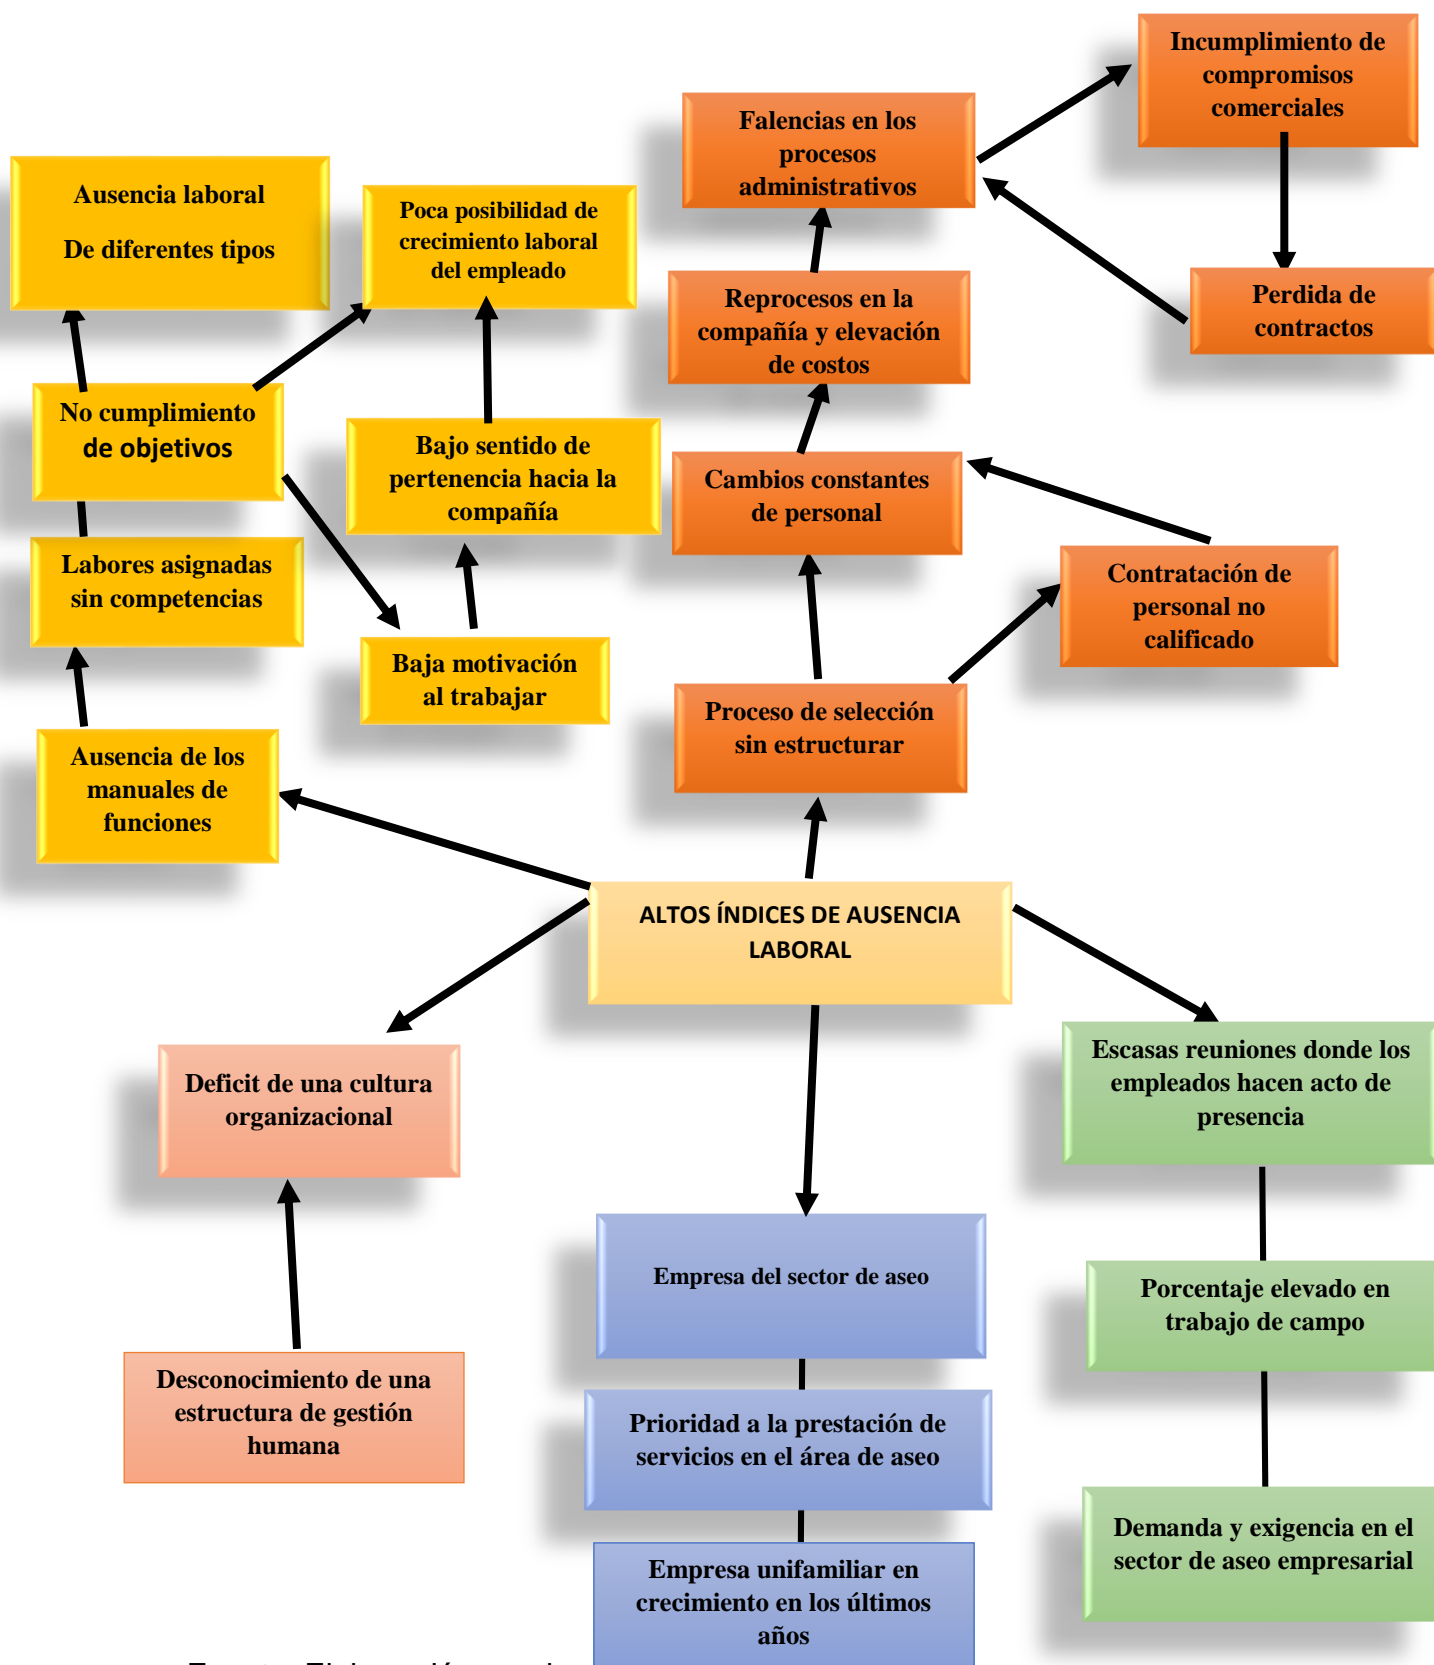 Incumplimiento de
compromisos
comerciales
Falencias en los
procesos
administrativos
Ausencia laboral
De diferentes tipos
Poca posibilidad de
crecimiento laboral
del empleado
Reprocesos en la
compañía y elevación
de costos
Perdida de
contractos
No cumplimiento
de objetivos
Bajo sentido de
pertenencia hacia la
compañía
Cambios constantes
de personal
Labores asignadas
sin competencias
Contratación de
personal no
calificado
Baja motivación
al trabajar
Proceso de selección
sin estructurar
Ausencia de los
manuales de
funciones
ALTOS ÍNDICES DE AUSENCIA
LABORAL
Deficit de una cultura
organizacional
Escasas reuniones donde los
empleados hacen acto de
presencia
Empresa del sector de aseo
Porcentaje elevado en
trabajo de campo
Desconocimiento de una
estructura de gestión
humana
Prioridad a la prestación de
servicios en el área de aseo
Demanda y exigencia en el
sector de aseo empresarial
Empresa unifamiliar en
crecimiento en los últimos
años